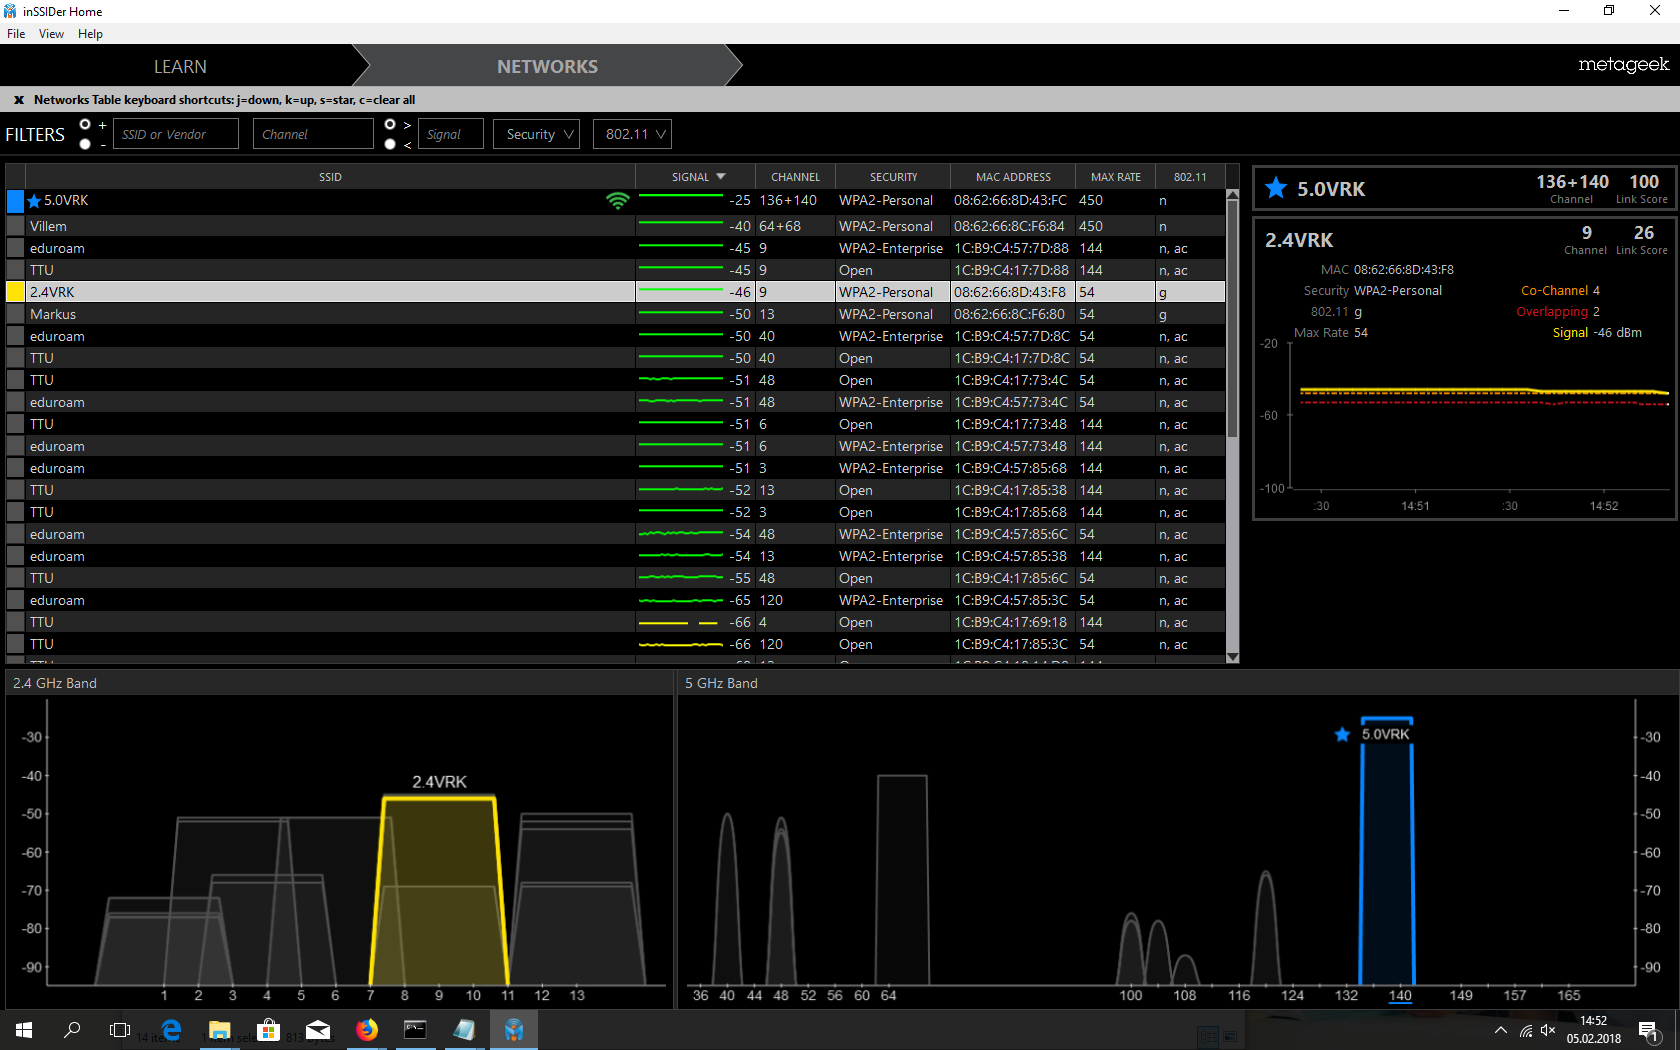 inSSIDer Home
File View Help
LEARN NETWORKS metageek
x Networks Table keyboard shortcuts: j=down, k=up, s=star, c=clear all
FILTERS + - SSID or Vendor Channel > < Signal Security 802.11
SSID SIGNAL CHANNEL SECURITY MAC ADDRESS MAX RATE 802.11
5.0VRK -25 136+140 WPA2-Personal 08:62:66:8D:43:FC 450 n
Villem -40 64+68 WPA2-Personal 08:62:66:8C:F6:84 450 n
eduroam -45 9 WPA2-Enterprise 1C:B9:C4:57:7D:88 144 n, ac
TTU -45 9 Open 1C:B9:C4:17:7D:88 144 n, ac
2.4VRK -46 9 WPA2-Personal 08:62:66:8D:43:F8 54 g
Markus -50 13 WPA2-Personal 08:62:66:8C:F6:80 54 g
eduroam -50 40 WPA2-Enterprise 1C:B9:C4:57:7D:8C 54 n, ac
TTU -50 40 Open 1C:B9:C4:17:7D:8C 54 n, ac
TTU -51 48 Open 1C:B9:C4:17:73:4C 54 n, ac
eduroam -51 48 WPA2-Enterprise 1C:B9:C4:57:73:4C 54 n, ac
TTU -51 6 Open 1C:B9:C4:17:73:48 144 n, ac
eduroam -51 6 WPA2-Enterprise 1C:B9:C4:57:73:48 144 n, ac
eduroam -51 3 WPA2-Enterprise 1C:B9:C4:57:85:68 144 n, ac
TTU -52 13 Open 1C:B9:C4:17:85:38 144 n, ac
TTU -52 3 Open 1C:B9:C4:17:85:68 144 n, ac
eduroam -54 48 WPA2-Enterprise 1C:B9:C4:57:85:6C 54 n, ac
eduroam -54 13 WPA2-Enterprise 1C:B9:C4:57:85:38 144 n, ac
TTU -55 48 Open 1C:B9:C4:17:85:6C 54 n, ac
eduroam -65 120 WPA2-Enterprise 1C:B9:C4:57:85:3C 54 n, ac
TTU -66 4 Open 1C:B9:C4:17:69:18 144 n, ac
TTU -66 120 Open 1C:B9:C4:17:85:3C 54 n, ac
5.0VRK 136+140 100
Channel Link Score
2.4VRK 9 26
Channel Link Score
MAC 08:62:66:8D:43:F8
Security WPA2-Personal Co-Channel 4
802.11 g Overlapping 2
Max Rate 54 Signal -46 dBm
-20
-60
-100
:30 14:51 :30 14:52
2.4 GHz Band
2.4VRK
-30
-40
-50
-60
-70
-80
-90
1 2 3 4 5 6 7 8 9 10 11 12 13
5 GHz Band
5.0VRK
-30
-40
-50
-60
-70
-80
-90
36 40 44 48 52 56 60 64 100 108 116 124 132 140 149 157 165
14:52
05.02.2018
1